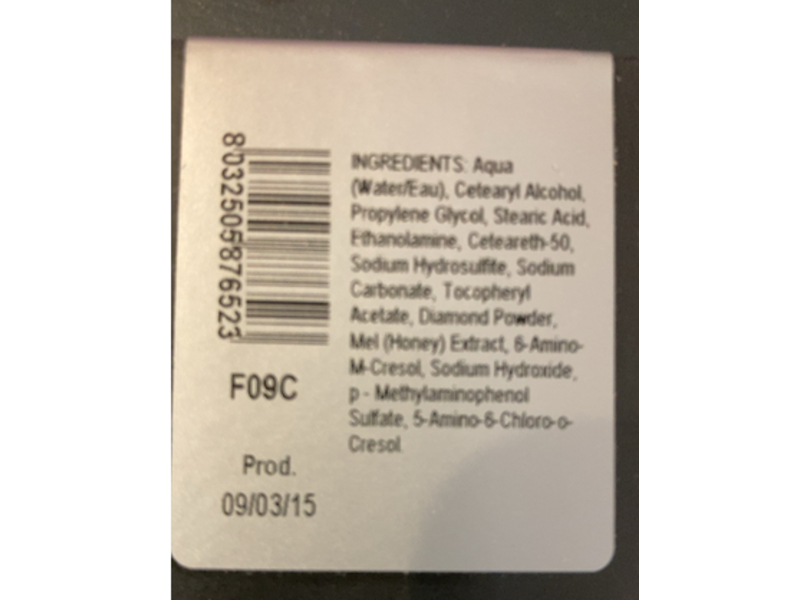 8032505876523
F09C
Prod.
09/03/15
INGREDIENTS: Aqua
(Water/Eau), Cetearyl Alcohol,
Propylene Glycol, Stearic Acid,
Ethanolamine, Ceteareth-50,
Sodium Hydrosulfite, Sodium
Carbonate, Tocopheryl
Acetate, Diamond Powder,
Mel (Honey) Extract, 6-Amino-
M-Cresol, Sodium Hydroxide,
p - Methylaminophenol
Sulfate, 5-Amino-6-Chloro-o-
Cresol